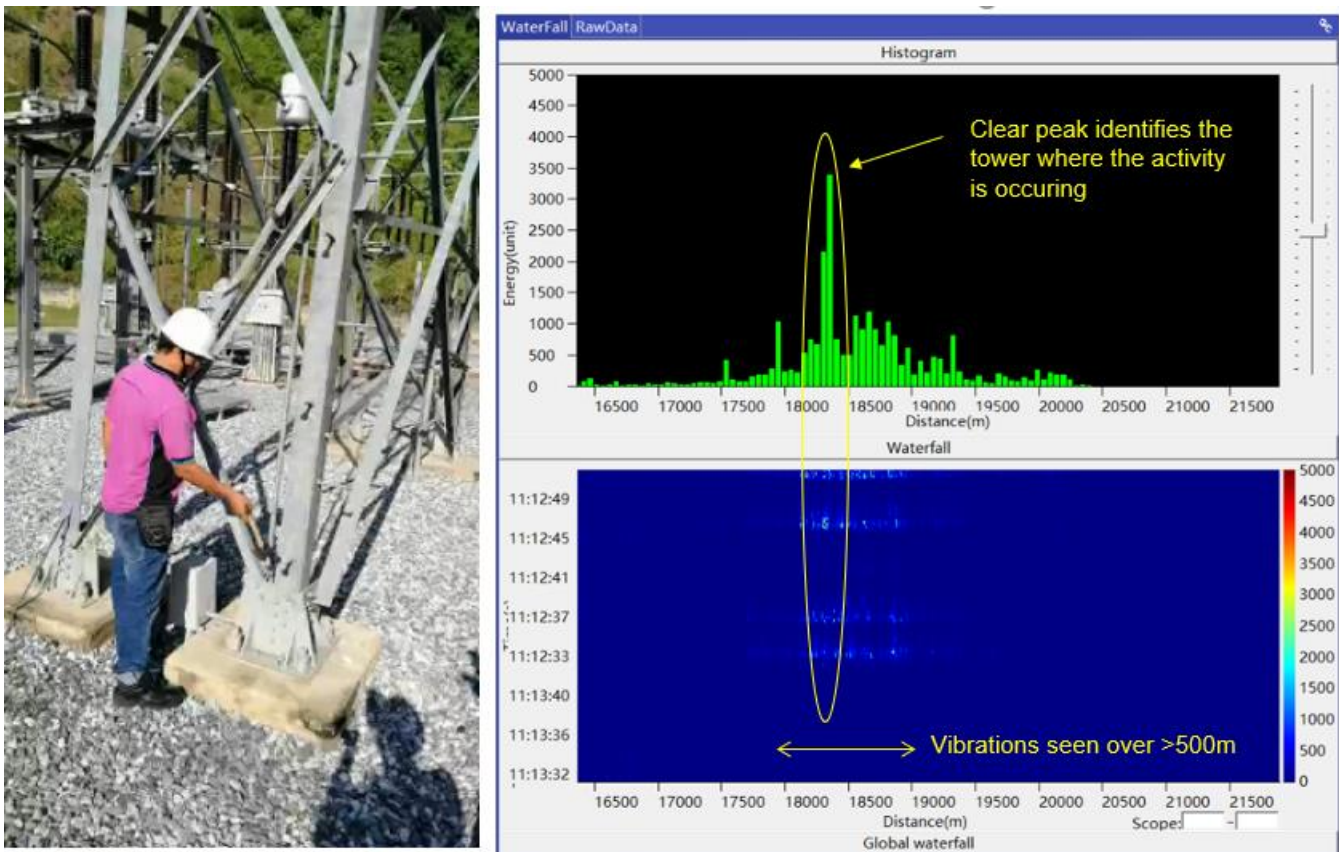 WaterFall RawData
Histogram
5000
4500
4000
3500
3000
2500
2000
1500
1000
500
0
Energy(unit)
Clear peak identifies the
tower where the activity
is occuring
16500 17000 17500 18000 18500 19000 19500 20000 20500 21000 21500
Distance(m)
Waterfall
11:12:49
11:12:45
11:12:41
11:12:37
11:12:33
11:13:40
11:13:36
11:13:32
5000
4500
4000
3500
3000
2500
2000
1500
1000
500
0
Vibrations seen over >500m
16500 17000 17500 18000 18500 19000 19500 20000 20500 21000 21500
Distance(m)
Scope: -
Global waterfall